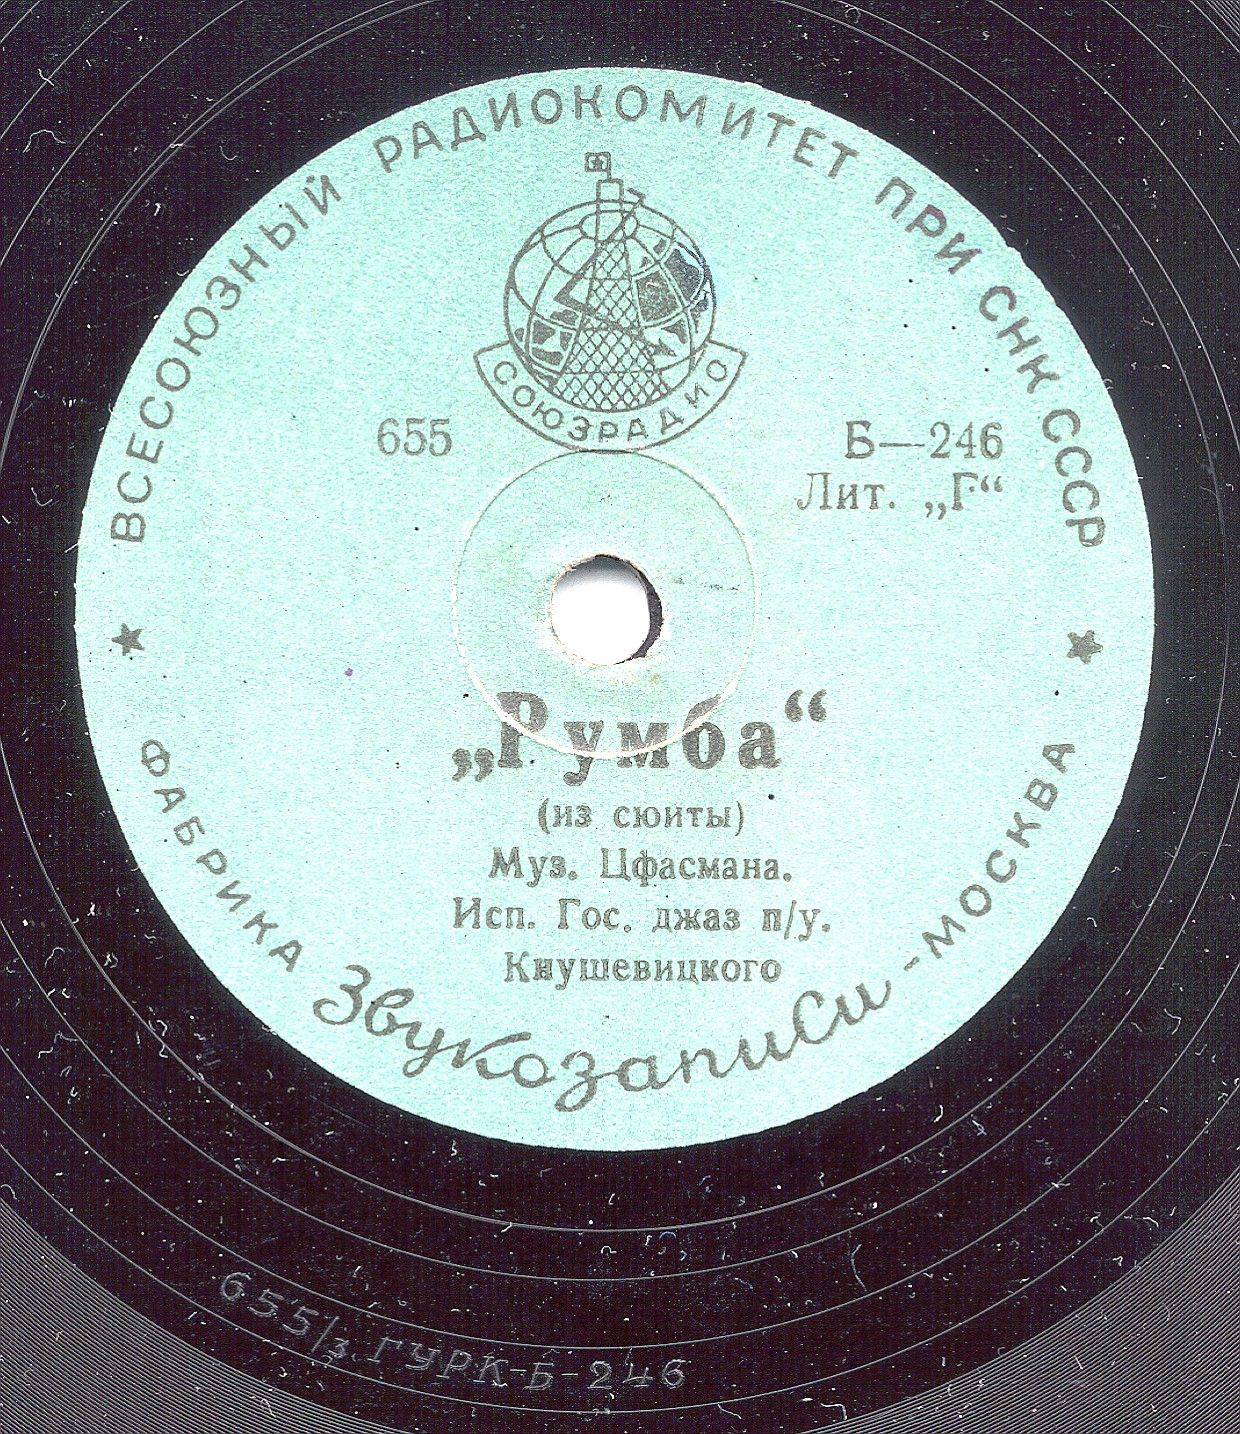 ВСЕСОЮЗНЫЙ РАДИОКОМИТЕТ ПРИ СНК СССР
СОЮЗРАДИО
655
Б—246
Лит. „Г“
„Румба“
(из сюиты)
Муз. Цфасмана.
Исп. Гос. джаз п/у.
Кнушевицкого
ФАБРИКА Звукозаписи - МОСКВА
655/3 ГУРК-Б-246